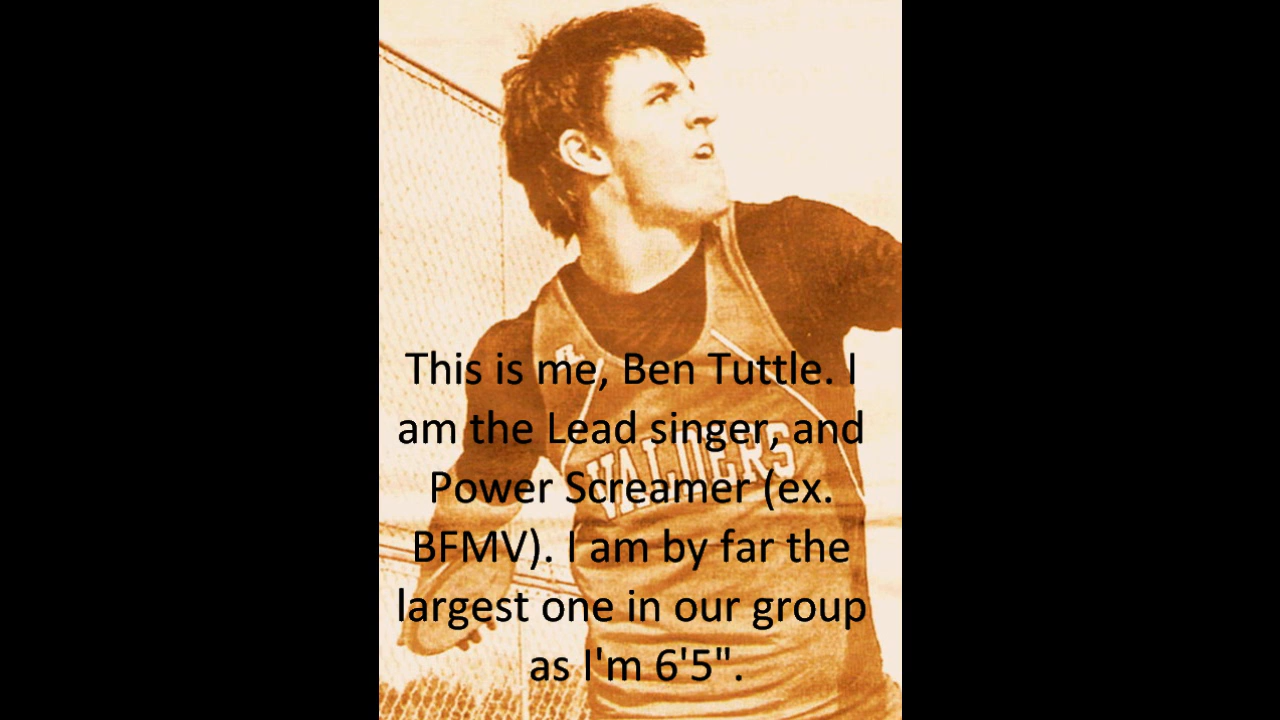 This is me, Ben Tuttle. I
am the Lead singer, and
Power Screamer (ex.
BFMV). I am by far the
largest one in our group
as I'm 6'5".
VALDERS